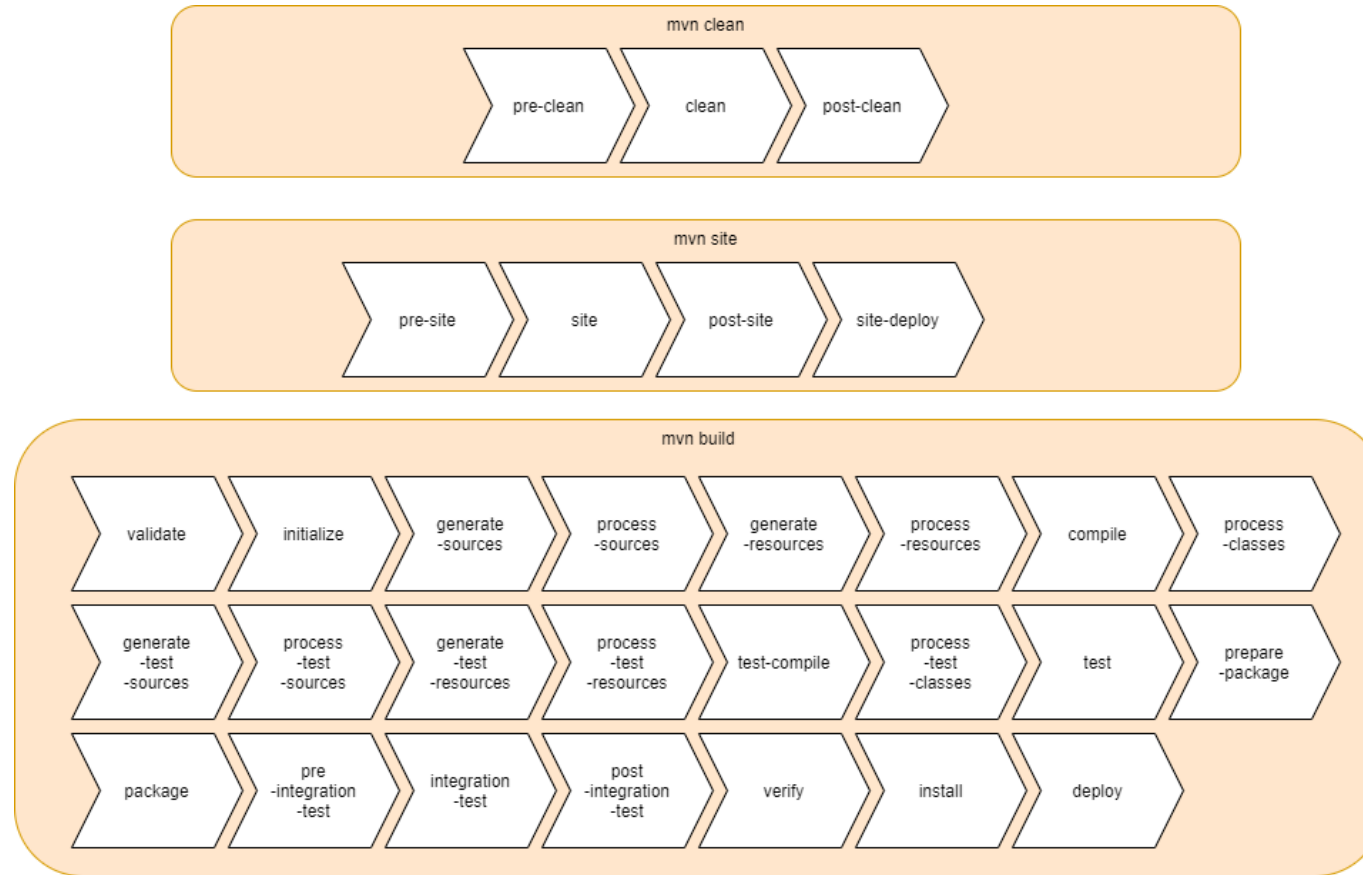 mvn clean
pre-clean
clean
post-clean
mvn site
pre-site
site
post-site
site-deploy
mvn build
validate
initialize
generate
-sources
process
-sources
generate
-resources
process
-resources
compile
process
-classes
generate
-test
-sources
process
-test
-sources
generate
-test
-resources
process
-test
-resources
test-compile
process
-test
-classes
test
prepare
-package
package
pre
-integration
-test
integration
-test
post
-integration
-test
verify
install
deploy